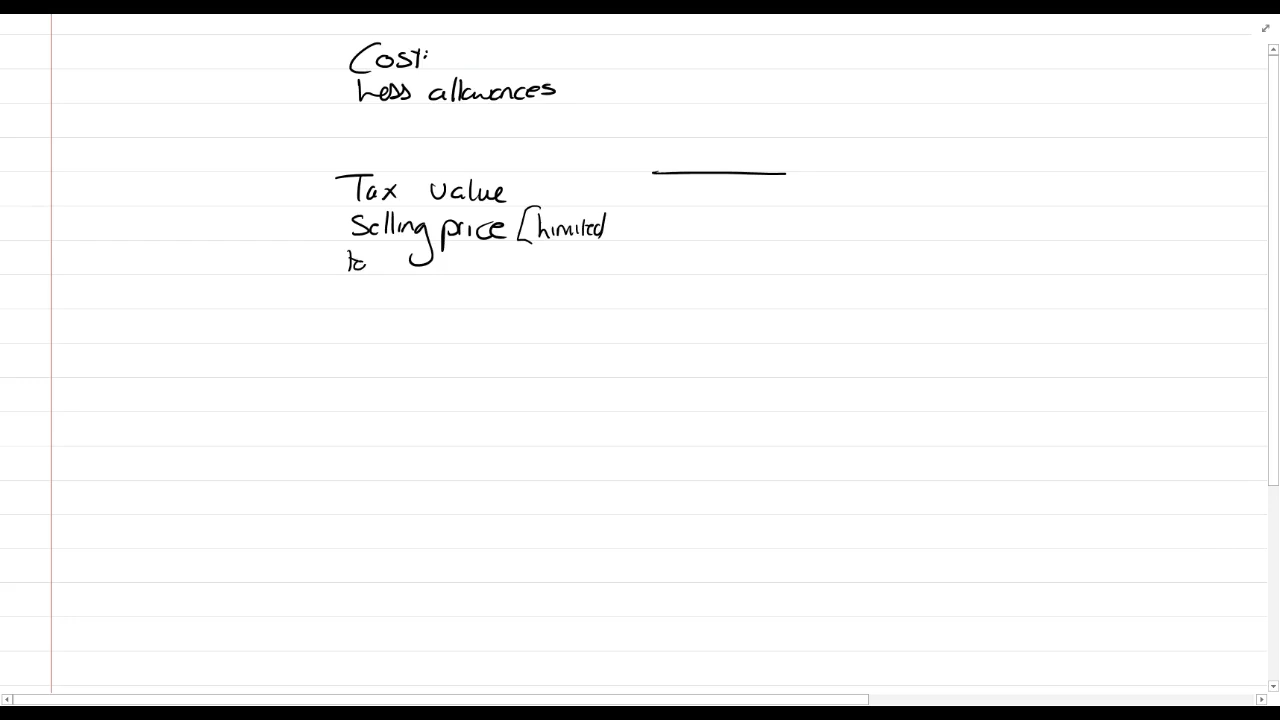 Cost:
Less allowances
Tax value
Selling price [Limited
to